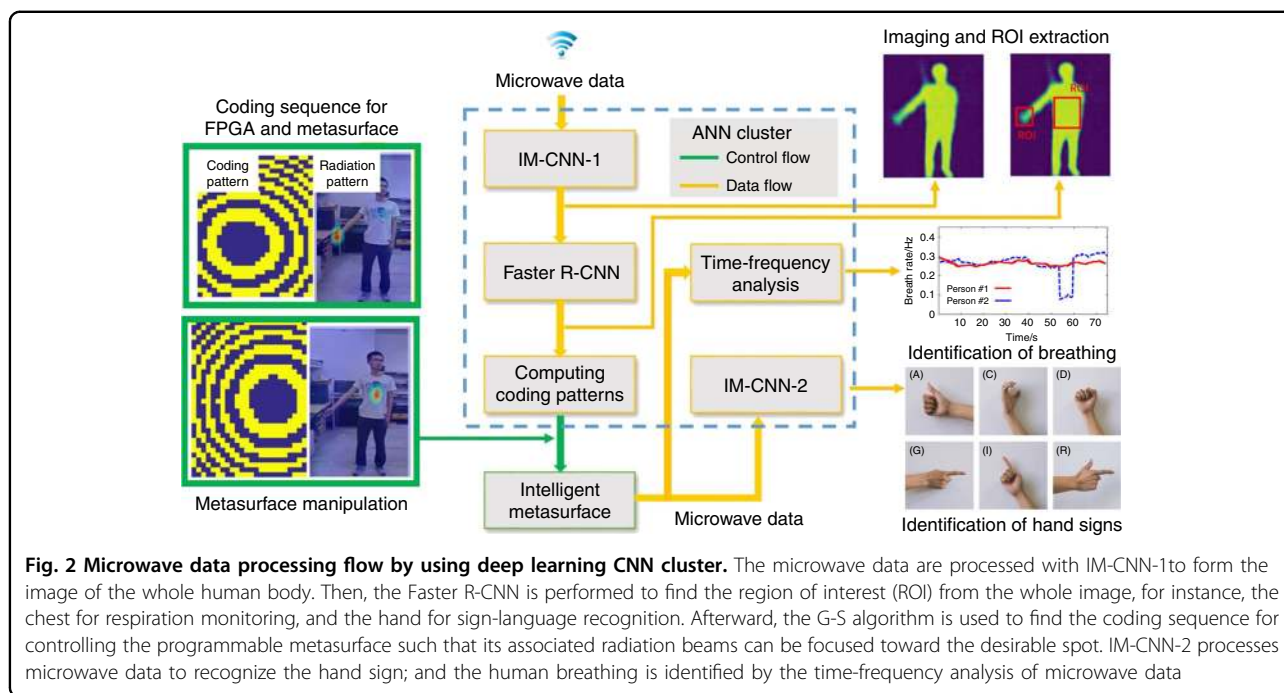 Microwave data
Coding sequence for
FPGA and metasurface
Coding
pattern
Radiation
pattern
Metasurface manipulation
IM-CNN-1
ANN cluster
Control flow
Data flow
Faster R-CNN
Time-frequency
analysis
Computing
coding patterns
IM-CNN-2
Intelligent
metasurface
Microwave data
Imaging and ROI extraction
ROI
ROI
Breath rate/Hz
0.4
0.3
0.2
0.1
0
Person #1
Person #2
10 20 30 40 50 60 70
Time/s
Identification of breathing
(A) (C) (D)
(G) (I) (R)
Identification of hand signs
Fig. 2 Microwave data processing flow by using deep learning CNN cluster. The microwave data are processed with IM-CNN-1to form the
image of the whole human body. Then, the Faster R-CNN is performed to find the region of interest (ROI) from the whole image, for instance, the
chest for respiration monitoring, and the hand for sign-language recognition. Afterward, the G-S algorithm is used to find the coding sequence for
controlling the programmable metasurface such that its associated radiation beams can be focused toward the desirable spot. IM-CNN-2 processes
microwave data to recognize the hand sign; and the human breathing is identified by the time-frequency analysis of microwave data